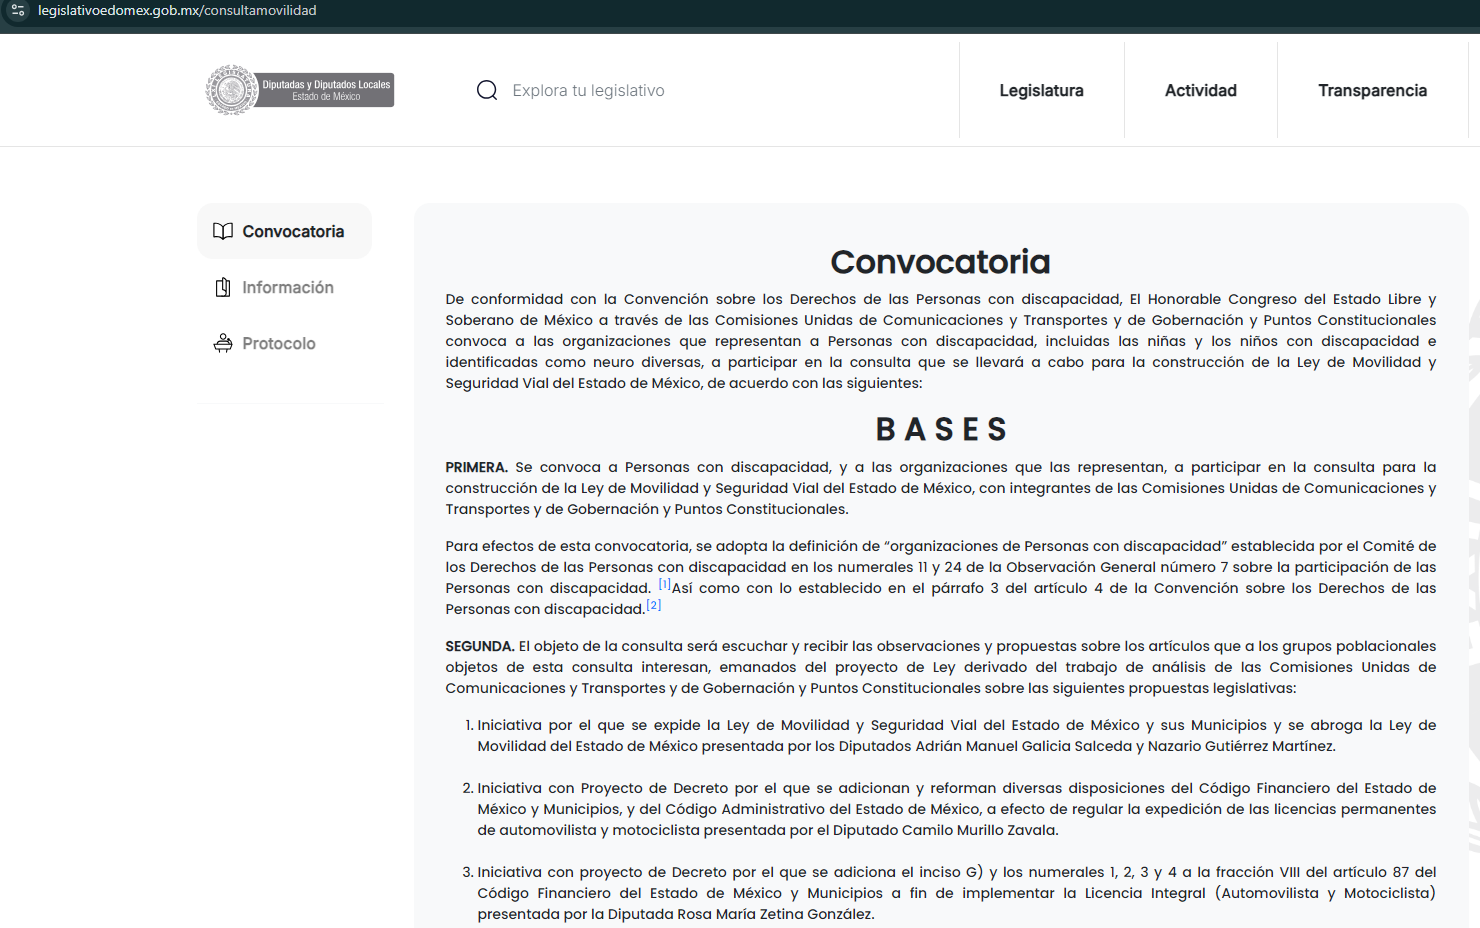 legislativoedomex.gob.mx/consultamovilidad
Diputadas y Diputados Locales
Estado de México
Explora tu legislativo
Legislatura
Actividad
Transparencia
Convocatoria
Información
Protocolo
Convocatoria
De conformidad con la Convención sobre los Derechos de las Personas con discapacidad, El Honorable Congreso del Estado Libre y
Soberano de México a través de las Comisiones Unidas de Comunicaciones y Transportes y de Gobernación y Puntos Constitucionales
convoca a las organizaciones que representan a Personas con discapacidad, incluidas las niñas y los niños con discapacidad e
identificadas como neuro diversas, a participar en la consulta que se llevará a cabo para la construcción de la Ley de Movilidad y
Seguridad Vial del Estado de México, de acuerdo con las siguientes:
B A S E S
PRIMERA. Se convoca a Personas con discapacidad, y a las organizaciones que las representan, a participar en la consulta para la
construcción de la Ley de Movilidad y Seguridad Vial del Estado de México, con integrantes de las Comisiones Unidas de Comunicaciones y
Transportes y de Gobernación y Puntos Constitucionales.
Para efectos de esta convocatoria, se adopta la definición de “organizaciones de Personas con discapacidad” establecida por el Comité de
los Derechos de las Personas con discapacidad en los numerales 11 y 24 de la Observación General número 7 sobre la participación de las
Personas con discapacidad. [1]Así como con lo establecido en el párrafo 3 del artículo 4 de la Convención sobre los Derechos de las
Personas con discapacidad.[2]
SEGUNDA. El objeto de la consulta será escuchar y recibir las observaciones y propuestas sobre los artículos que a los grupos poblacionales
objetos de esta consulta interesan, emanados del proyecto de Ley derivado del trabajo de análisis de las Comisiones Unidas de
Comunicaciones y Transportes y de Gobernación y Puntos Constitucionales sobre las siguientes propuestas legislativas:
1. Iniciativa por el que se expide la Ley de Movilidad y Seguridad Vial del Estado de México y sus Municipios y se abroga la Ley de
Movilidad del Estado de México presentada por los Diputados Adrián Manuel Galicia Salceda y Nazario Gutiérrez Martínez.
2. Iniciativa con Proyecto de Decreto por el que se adicionan y reforman diversas disposiciones del Código Financiero del Estado de
México y Municipios, y del Código Administrativo del Estado de México, a efecto de regular la expedición de las licencias permanentes
de automovilista y motociclista presentada por el Diputado Camilo Murillo Zavala.
3. Iniciativa con proyecto de Decreto por el que se adiciona el inciso G) y los numerales 1, 2, 3 y 4 a la fracción VIII del artículo 87 del
Código Financiero del Estado de México y Municipios a fin de implementar la Licencia Integral (Automovilista y Motociclista)
presentada por la Diputada Rosa María Zetina González.